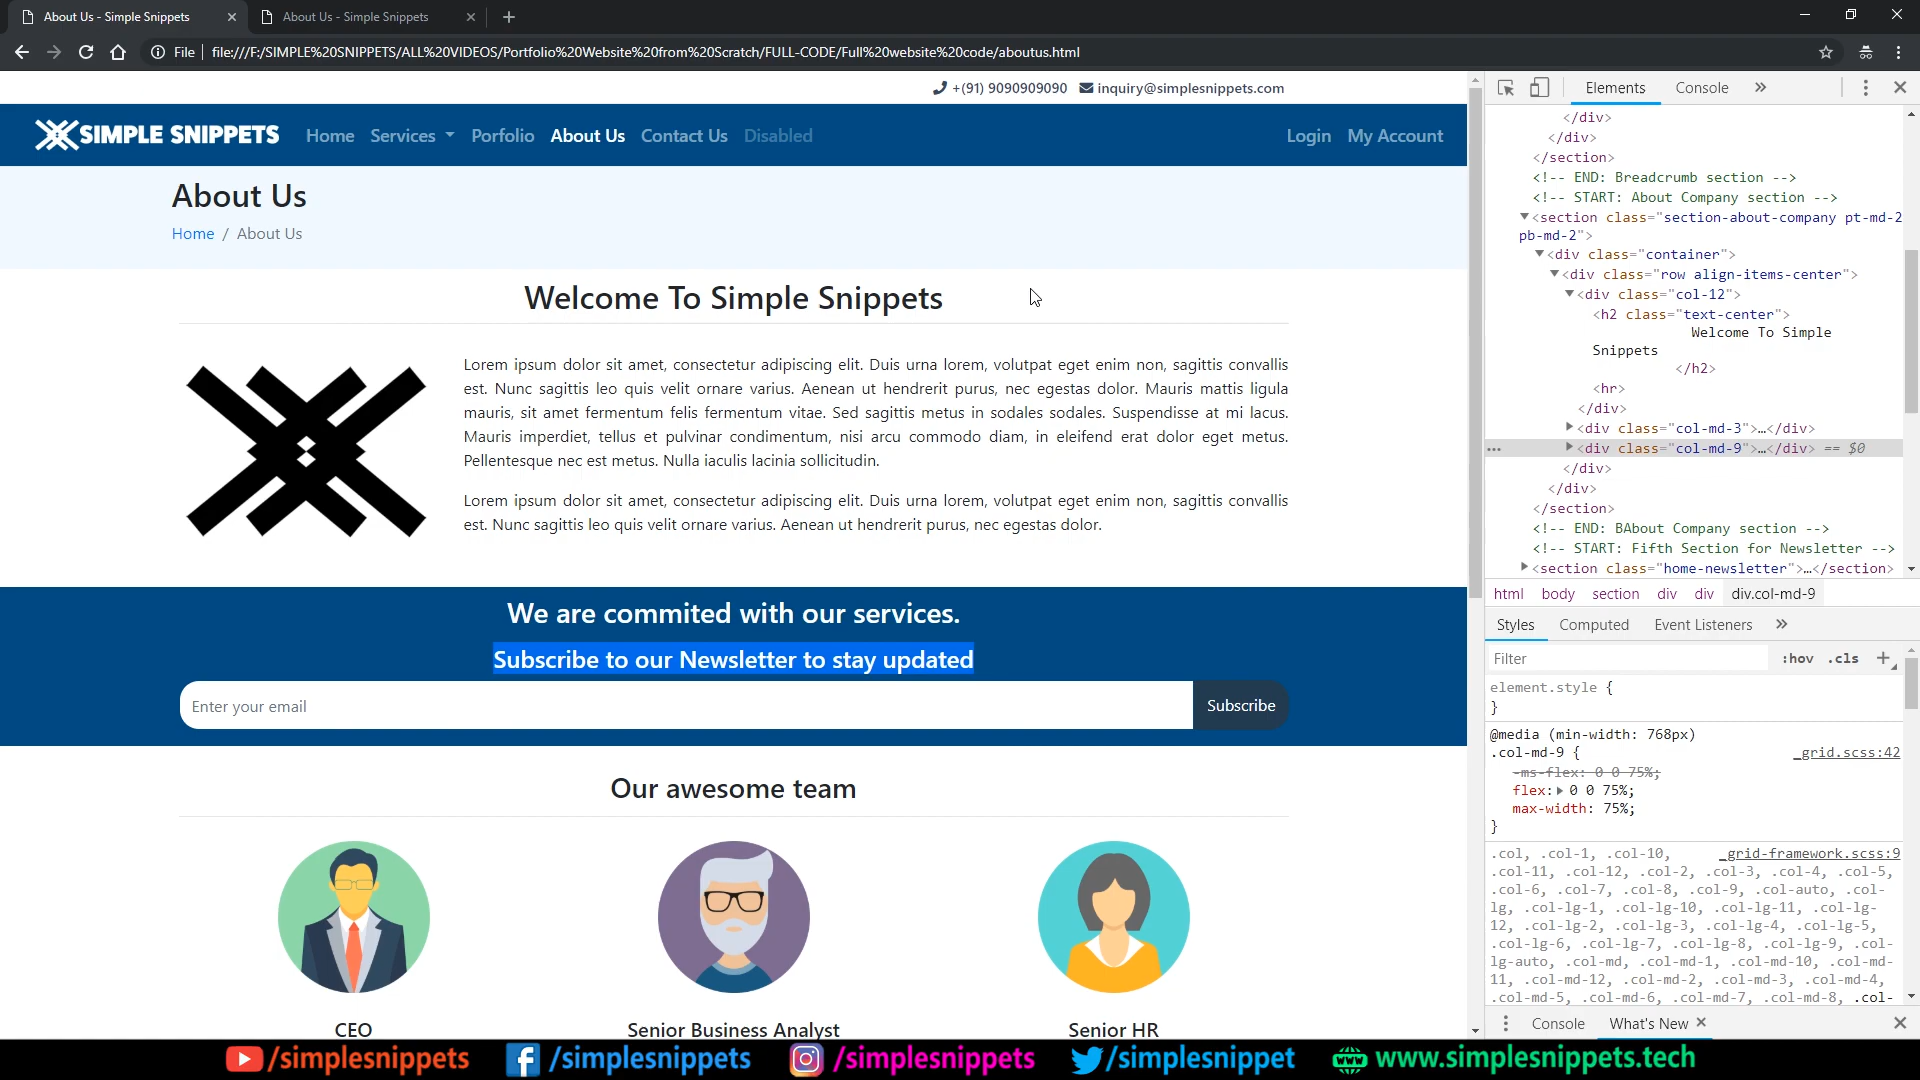 About Us - Simple Snippets
About Us - Simple Snippets
File | file:///F:/SIMPLE%20SNIPPETS/ALL%20VIDEOS/Portfolio%20Website%20from%20Scratch/FULL-CODE/Full%20website%20code/aboutus.html
+(91) 9090909090 inquiry@simplesnippets.com
SIMPLE SNIPPETS Home Services Porfolio About Us Contact Us Disabled Login My Account
About Us
Home / About Us
Welcome To Simple Snippets
Lorem ipsum dolor sit amet, consectetur adipiscing elit. Duis urna lorem, volutpat eget enim non, sagittis convallis
est. Nunc sagittis leo quis velit ornare varius. Aenean ut hendrerit purus, nec egestas dolor. Mauris mattis ligula
mauris, sit amet fermentum felis fermentum vitae. Sed sagittis metus in sodales sodales. Suspendisse at mi lacus.
Mauris imperdiet, tellus et pulvinar condimentum, nisi arcu commodo diam, in eleifend erat dolor eget metus.
Pellentesque nec est metus. Nulla iaculis lacinia sollicitudin.
Lorem ipsum dolor sit amet, consectetur adipiscing elit. Duis urna lorem, volutpat eget enim non, sagittis convallis
est. Nunc sagittis leo quis velit ornare varius. Aenean ut hendrerit purus, nec egestas dolor.
We are commited with our services.
Subscribe to our Newsletter to stay updated
Enter your email Subscribe
Our awesome team
CEO Senior Business Analyst Senior HR
Elements Console »
</div>
</div>
</section>
<!-- END: Breadcrumb section -->
<!-- START: About Company section -->
<section class="section-about-company pt-md-2
pb-md-2">
<div class="container">
<div class="row align-items-center">
<div class="col-12">
<h2 class="text-center">
Welcome To Simple
Snippets
</h2>
<hr>
</div>
<div class="col-md-3">…</div>
<div class="col-md-9">…</div> == $0
</div>
</div>
</section>
<!-- END: BAbout Company section -->
<!-- START: Fifth Section for Newsletter -->
<section class="home-newsletter">…</section>
html body section div div div.col-md-9
Styles Computed Event Listeners »
Filter :hov .cls +
element.style {
}
@media (min-width: 768px)
.col-md-9 { _grid.scss:42
-ms-flex: 0 0 75%;
flex: 0 0 75%;
max-width: 75%;
}
.col, .col-1, .col-10, _grid-framework.scss:9
.col-11, .col-12, .col-2, .col-3, .col-4, .col-5,
.col-6, .col-7, .col-8, .col-9, .col-auto, .col-
lg, .col-lg-1, .col-lg-10, .col-lg-11, .col-lg-
12, .col-lg-2, .col-lg-3, .col-lg-4, .col-lg-5,
.col-lg-6, .col-lg-7, .col-lg-8, .col-lg-9, .col-
lg-auto, .col-md, .col-md-1, .col-md-10, .col-md-
11, .col-md-12, .col-md-2, .col-md-3, .col-md-4,
.col-md-5, .col-md-6, .col-md-7, .col-md-8, .col-
Console What's New
/simplesnippets /simplesnippets /simplesnippets /simplesnippet www.simplesnippets.tech